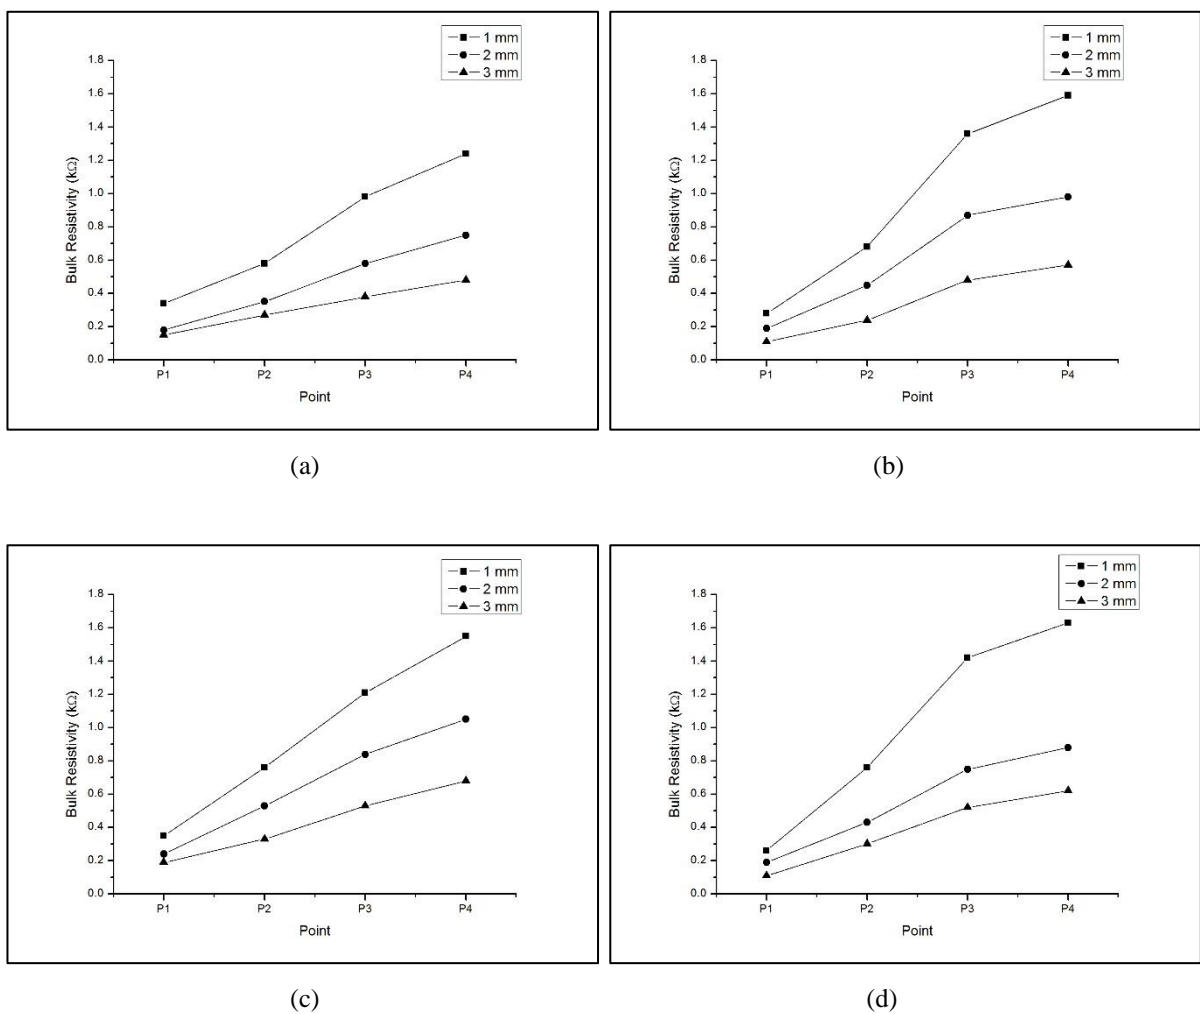 1 mm
2 mm
3 mm
1.8
1.6
1.4
1.2
1.0
0.8
0.6
0.4
0.2
0.0
Bulk Resistivity (kΩ)
P1 P2 P3 P4
Point
(a)
1 mm
2 mm
3 mm
1.8
1.6
1.4
1.2
1.0
0.8
0.6
0.4
0.2
0.0
Bulk Resistivity (kΩ)
P1 P2 P3 P4
Point
(b)
1 mm
2 mm
3 mm
1.8
1.6
1.4
1.2
1.0
0.8
0.6
0.4
0.2
0.0
Bulk Resistivity (kΩ)
P1 P2 P3 P4
Point
(c)
1 mm
2 mm
3 mm
1.8
1.6
1.4
1.2
1.0
0.8
0.6
0.4
0.2
0.0
Bulk Resistivity (kΩ)
P1 P2 P3 P4
Point
(d)